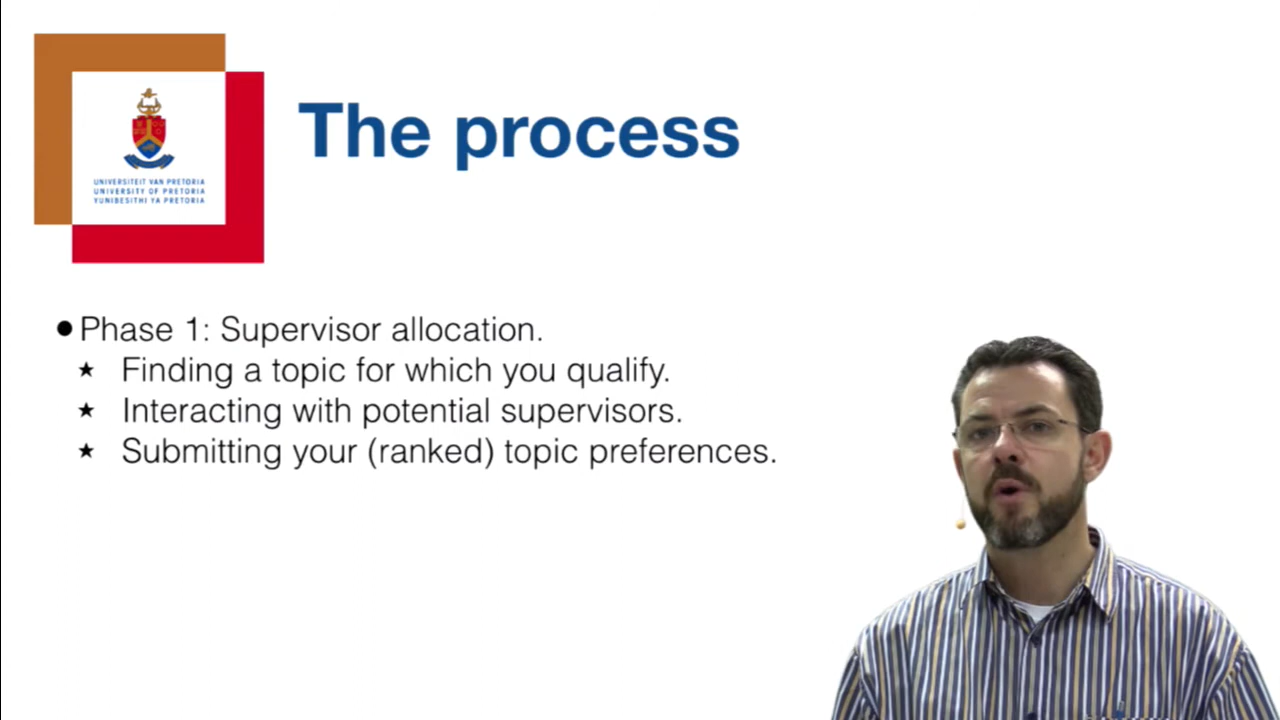 UNIVERSITEIT VAN PRETORIA
UNIVERSITY OF PRETORIA
YUNIBESITHI YA PRETORIA
The process
● Phase 1: Supervisor allocation.
★ Finding a topic for which you qualify.
★ Interacting with potential supervisors.
★ Submitting your (ranked) topic preferences.